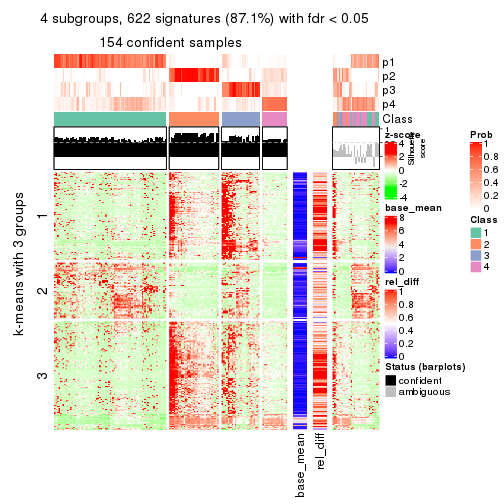 4 subgroups, 622 signatures (87.1%) with fdr < 0.05
154 confident samples
p1
p2
p3
p4
Class
1
Silhouette
score
z-score
4
2
0
-2
-4
base_mean
8
6
4
2
0
rel_diff
1
0.8
0.6
0.4
0.2
0
Status (barplots)
confident
ambiguous
Prob
1
0.8
0.6
0.4
0.2
0
Class
1
2
3
4
k-means with 3 groups
1
2
3
base_mean
rel_diff